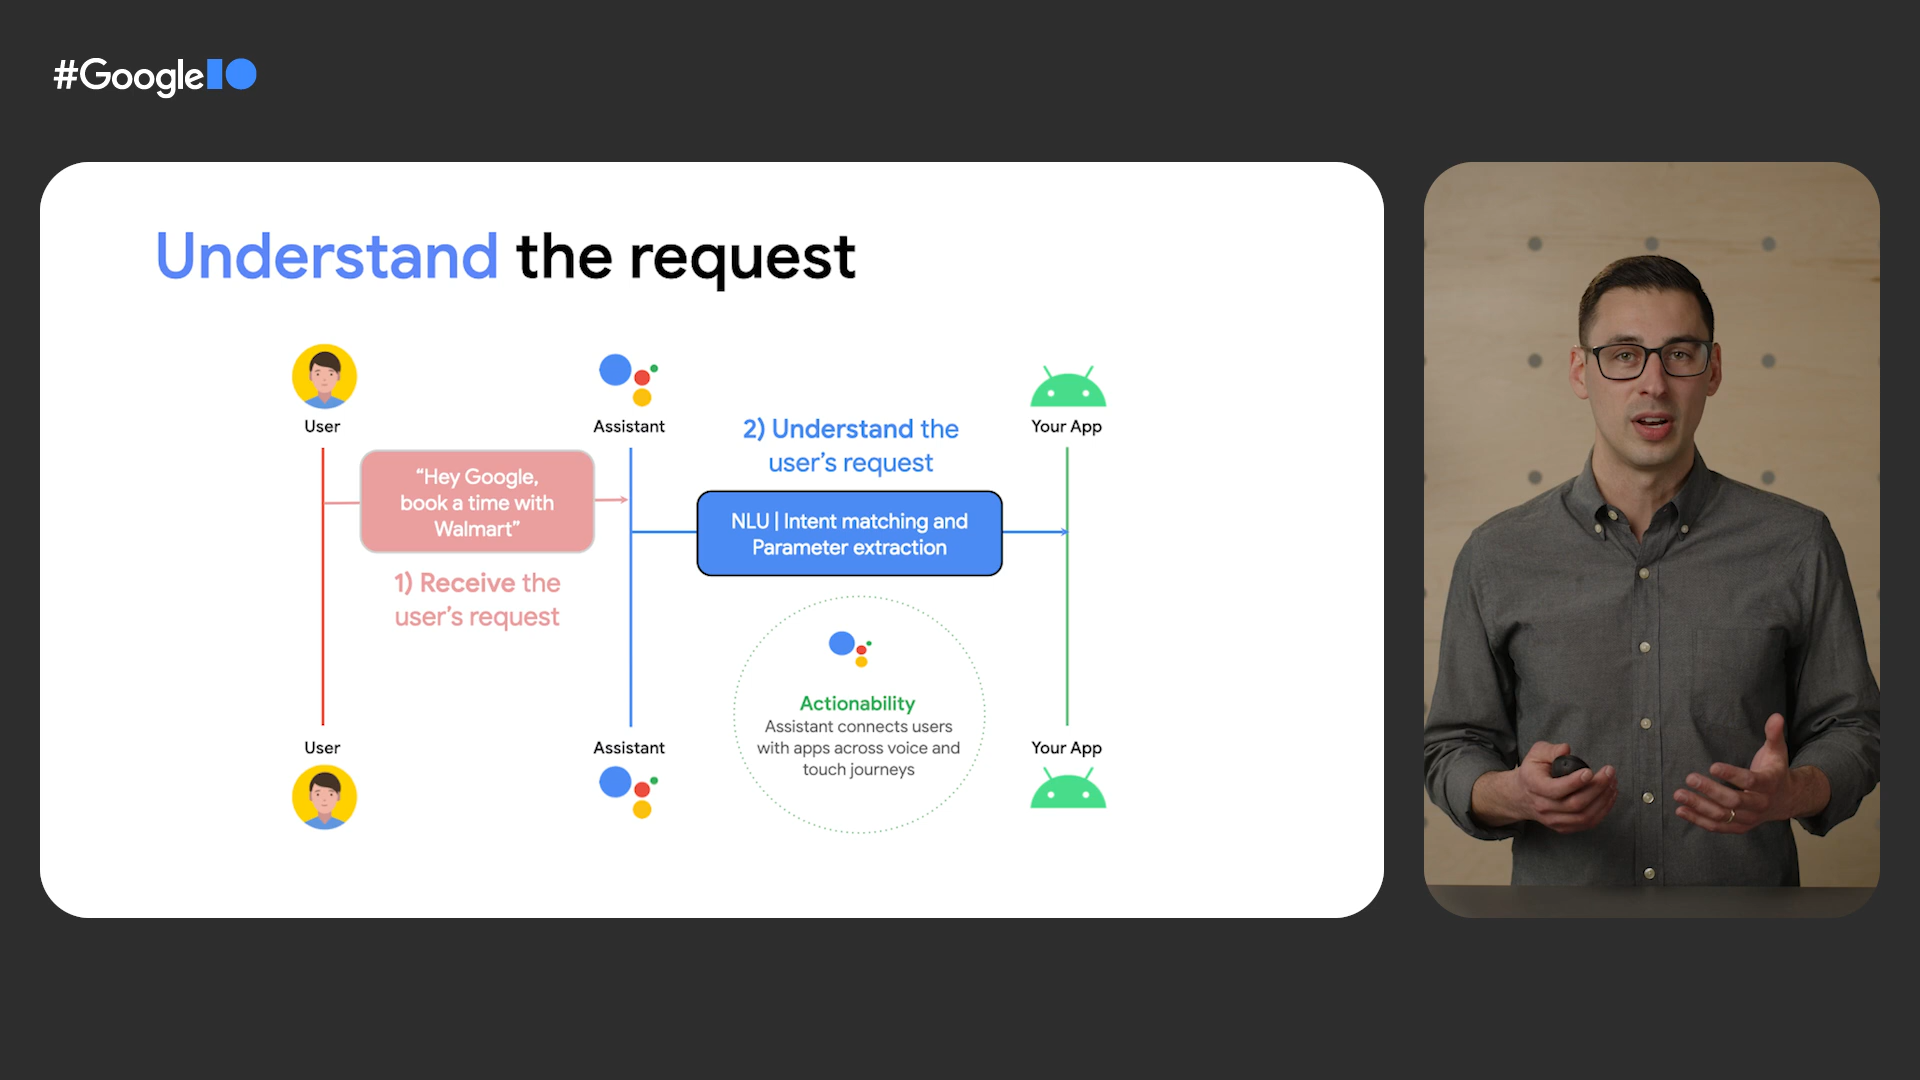 #GoogleIO
Understand the request
User
Assistant
Your App
“Hey Google,
book a time with
Walmart”
1) Receive the
user’s request
2) Understand the
user’s request
NLU | Intent matching and
Parameter extraction
Actionability
Assistant connects users
with apps across voice and
touch journeys
User
Assistant
Your App